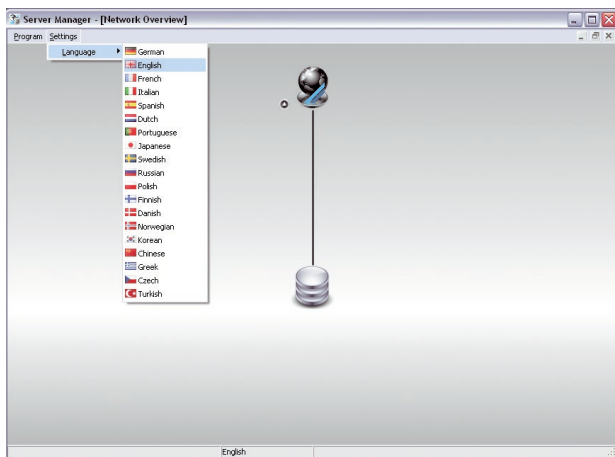 Server Manager - [Network Overview]
Program Settings
Language
German
English
French
Italian
Spanish
Dutch
Portuguese
Japanese
Swedish
Russian
Polish
Finnish
Danish
Norwegian
Korean
Chinese
Greek
Czech
Turkish
English